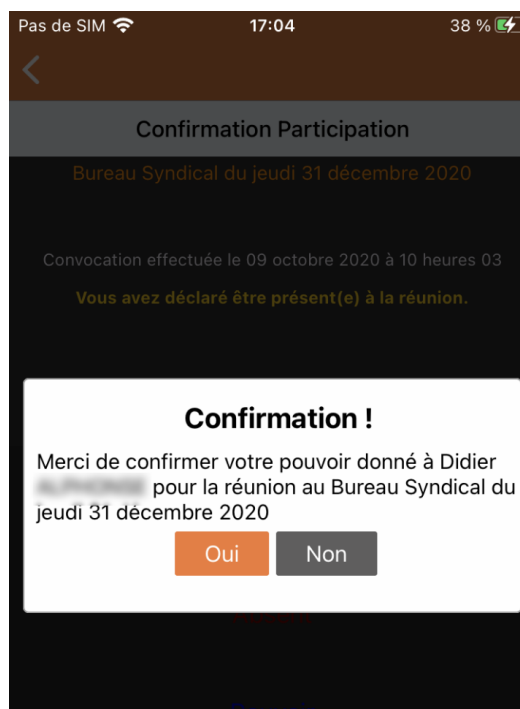 Pas de SIM 17:04 38 %
Confirmation Participation
Bureau Syndical du jeudi 31 décembre 2020
Convocation effectuée le 09 octobre 2020 à 10 heures 03
Vous avez déclaré être présent(e) à la réunion.
Confirmation !
Merci de confirmer votre pouvoir donné à Didier
pour la réunion au Bureau Syndical du
jeudi 31 décembre 2020
Oui Non